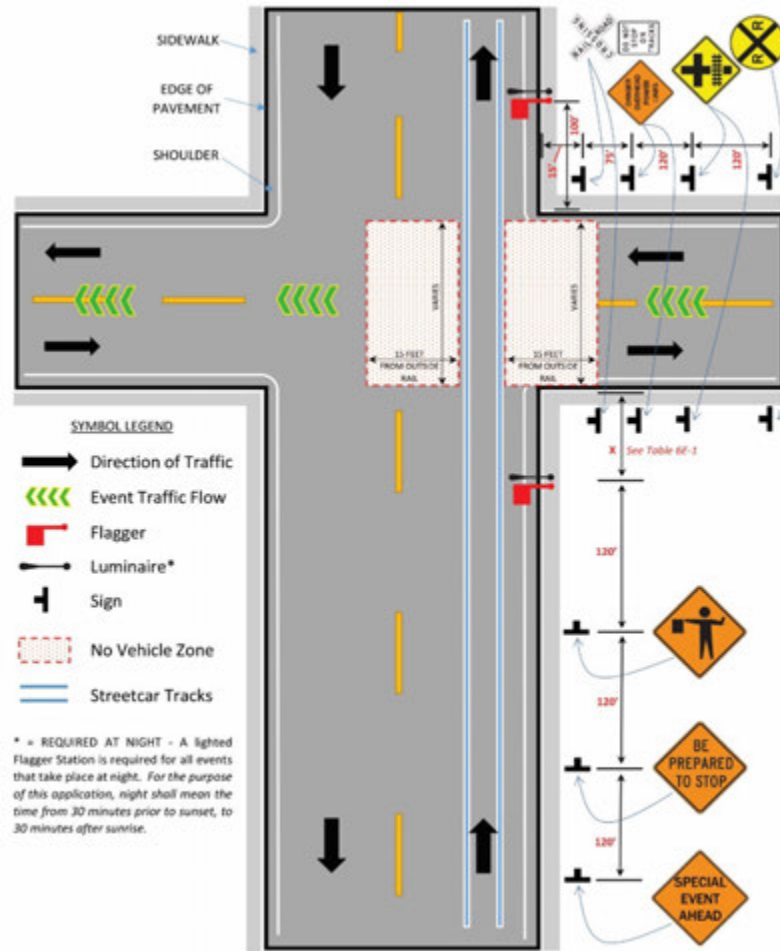 SIDEWALK
EDGE OF
PAVEMENT
SHOULDER
RAILROAD
CROSSING
DO NOT
STOP
ON
TRACKS
DANGER
OVERHEAD
POWER
LINES
R R
100'
15'
75'
120'
120'
VARIES
15 FEET
FROM OUTSIDE
RAIL
VARIES
15 FEET
FROM OUTSIDE
RAIL
SYMBOL LEGEND
Direction of Traffic
Event Traffic Flow
Flagger
Luminaire*
Sign
No Vehicle Zone
Streetcar Tracks
* = REQUIRED AT NIGHT - A lighted
Flagger Station is required for all events
that take place at night. For the purpose
of this application, night shall mean the
time from 30 minutes prior to sunset, to
30 minutes after sunrise.
X See Table 6E-1
120'
120'
BE
PREPARED
TO STOP
120'
SPECIAL
EVENT
AHEAD